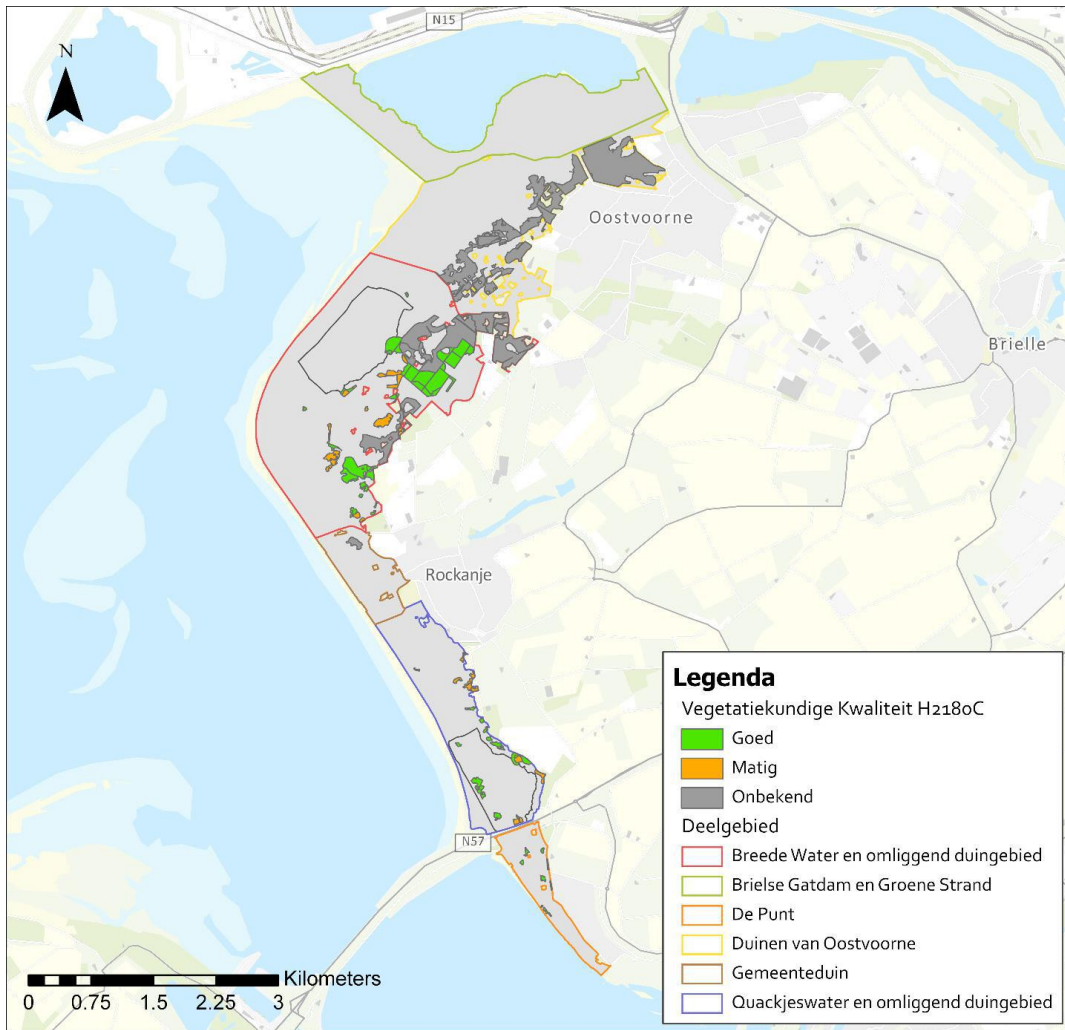 N15
N
Oostvoorne
Brielle
Rockanje
N57
Legenda
Vegetatiekundige Kwaliteit H2180C
Goed
Matig
Onbekend
Deelgebied
Breede Water en omliggend duingebied
Brielse Gatdam en Groene Strand
De Punt
Duinen van Oostvoorne
Gemeenteduin
Quackjeswater en omliggend duingebied
Kilometers
0 0.75 1.5 2.25 3